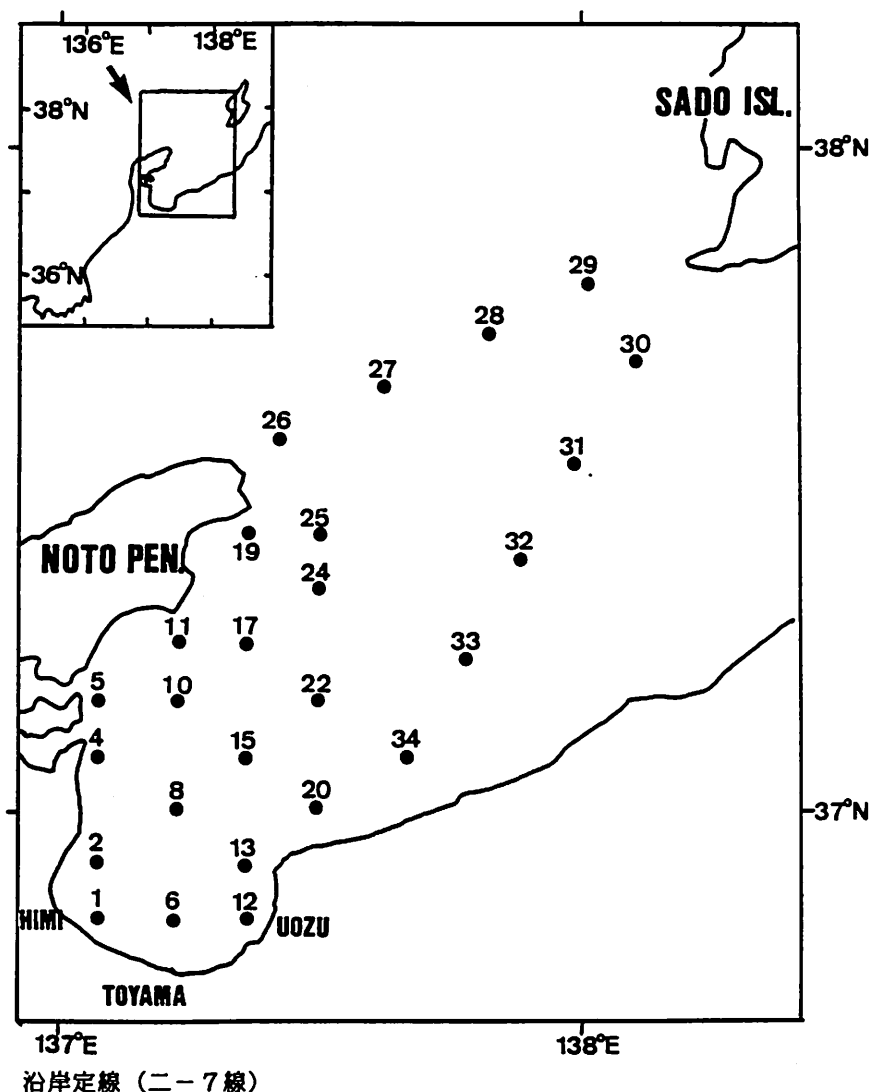 136°E 138°E
38°N
36°N
SADO ISL.
38°N
29
28
30
27
26
31
25
19
NOTO PEN.
32
24
11 17
33
5 10 22
4 15 34
8 20
37°N
2 13
1 6 12
HIMI UOZU
TOYAMA
137°E 138°E
沿岸定線 (二-7線)